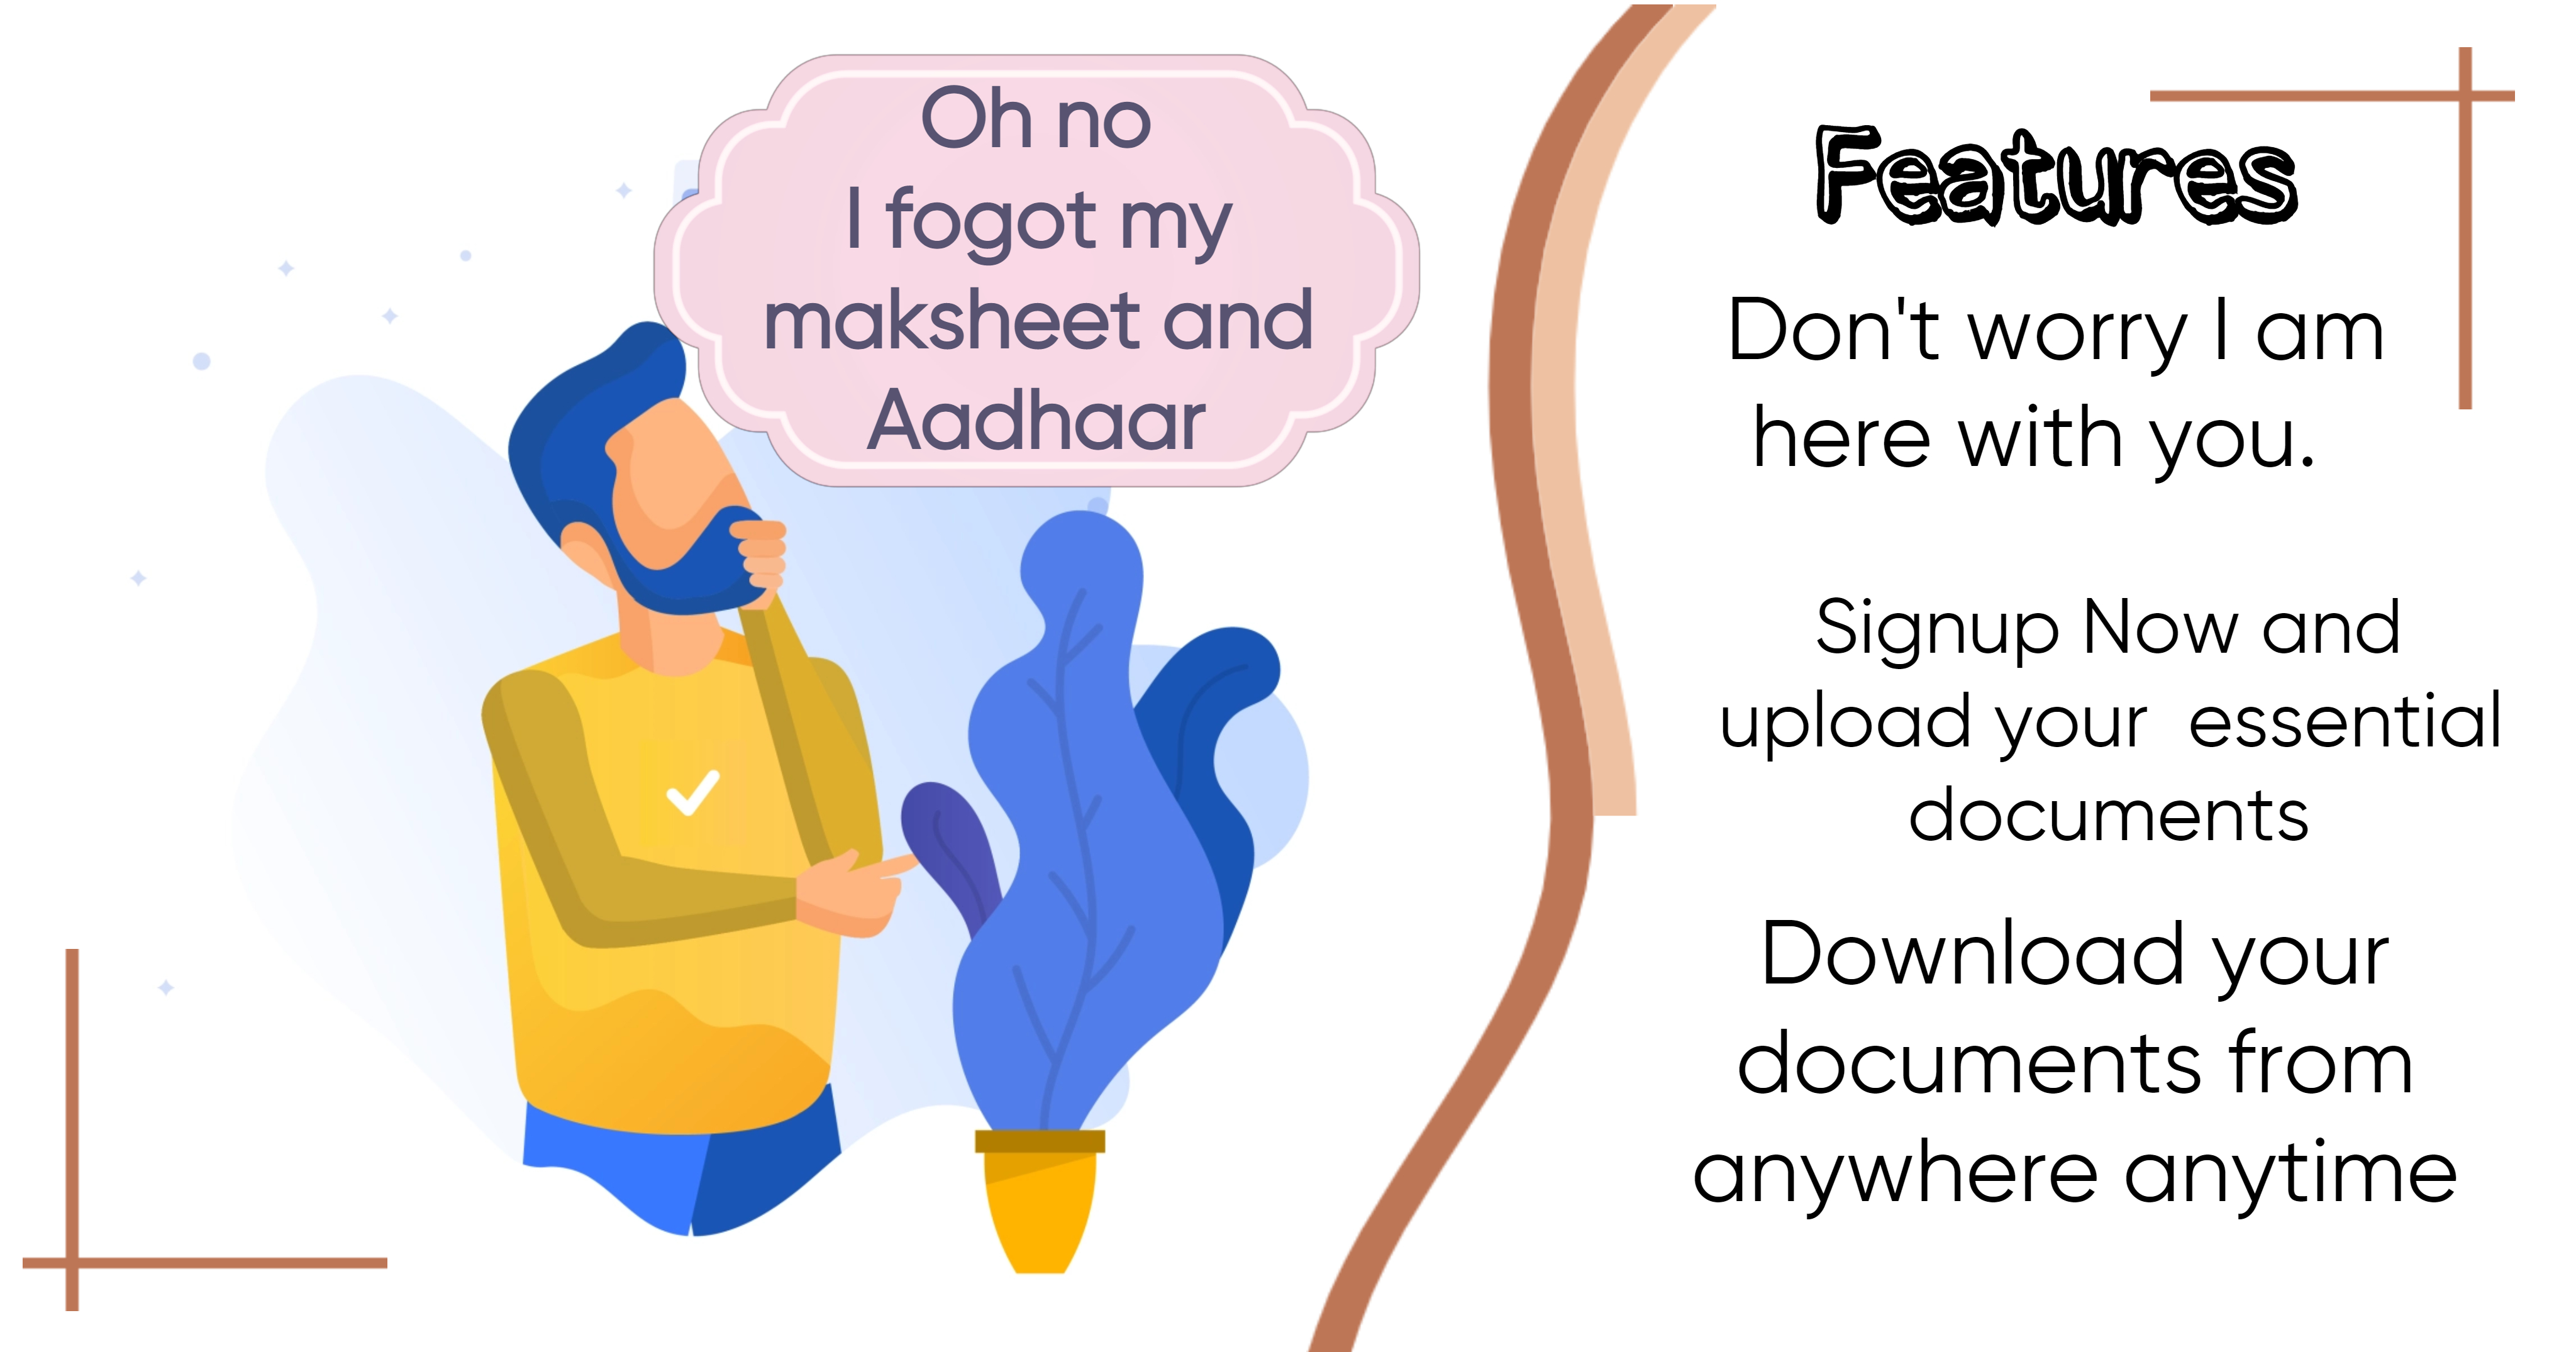 Oh no
I fogot my
maksheet and
Aadhaar
Features
Don't worry I am
here with you.
Signup Now and
upload your  essential
documents
Download your
documents from
anywhere anytime